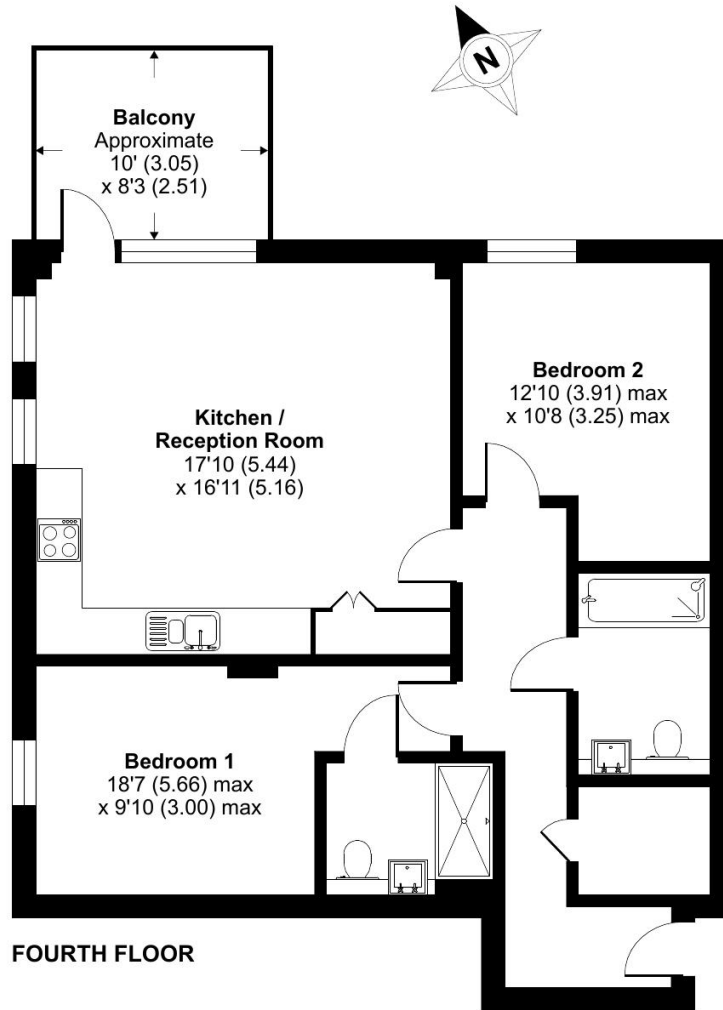 N
Balcony
Approximate
10' (3.05)
x 8'3 (2.51)
Bedroom 2
12'10 (3.91) max
x 10'8 (3.25) max
Kitchen /
Reception Room
17'10 (5.44)
x 16'11 (5.16)
Bedroom 1
18'7 (5.66) max
x 9'10 (3.00) max
FOURTH FLOOR